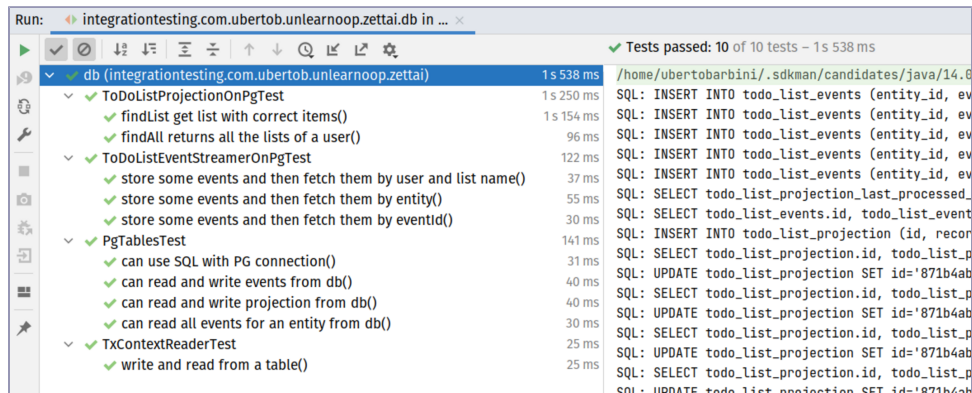 Run: integrationtesting.com.ubertob.unlearnoop.zettai.db in ... ×
Tests passed: 10 of 10 tests – 1 s 538 ms
db (integrationtesting.com.ubertob.unlearnoop.zettai) 1 s 538 ms
ToDoListProjectionOnPgTest 1 s 250 ms
findList get list with correct items() 1 s 154 ms
findAll returns all the lists of a user() 96 ms
ToDoListEventStreamerOnPgTest 122 ms
store some events and then fetch them by user and list name() 37 ms
store some events and then fetch them by entity() 55 ms
store some events and then fetch them by eventId() 30 ms
PgTablesTest 141 ms
can use SQL with PG connection() 31 ms
can read and write events from db() 40 ms
can read and write projection from db() 40 ms
can read all events for an entity from db() 30 ms
TxContextReaderTest 25 ms
write and read from a table() 25 ms
/home/ubertobarbini/.sdkman/candidates/java/14.0
SQL: INSERT INTO todo_list_events (entity_id, ev
SQL: INSERT INTO todo_list_events (entity_id, ev
SQL: INSERT INTO todo_list_events (entity_id, ev
SQL: INSERT INTO todo_list_events (entity_id, ev
SQL: INSERT INTO todo_list_events (entity_id, ev
SQL: SELECT todo_list_projection_last_processed_
SQL: SELECT todo_list_events.id, todo_list_event
SQL: INSERT INTO todo_list_projection (id, recor
SQL: SELECT todo_list_projection.id, todo_list_p
SQL: UPDATE todo_list_projection SET id='871b4ab
SQL: SELECT todo_list_projection.id, todo_list_p
SQL: UPDATE todo_list_projection SET id='871b4ab
SQL: SELECT todo_list_projection.id, todo_list_p
SQL: UPDATE todo_list_projection SET id='871b4ab
SQL: SELECT todo_list_projection.id, todo_list_p
SQL: UPDATE todo_list_projection SET id='871b4ab